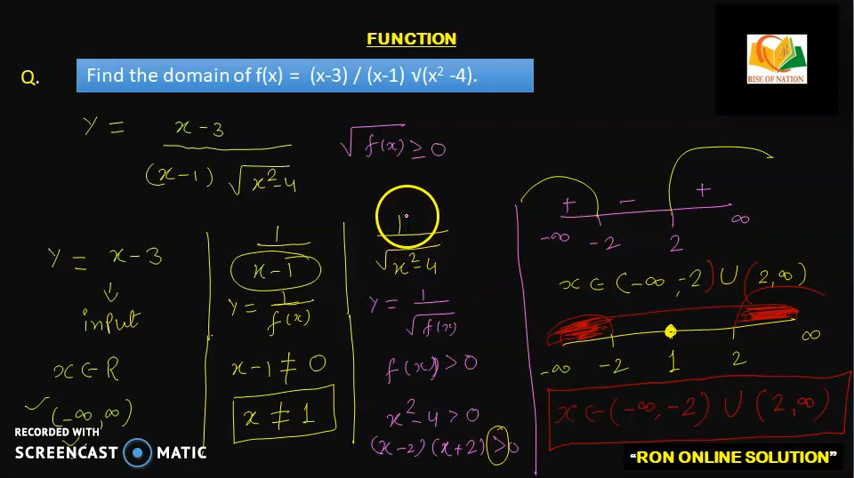 FUNCTION
RISE OF NATION
Q. Find the domain of f(x) = (x-3) / (x-1) √(x² -4).
Y = x-3 / (x-1) √x²-4
√f(x) ≥ 0
Y = x-3
input
x ∈ R
(-∞, ∞)
1 / x-1
Y = 1 / f(x)
x-1 ≠ 0
x ≠ 1
1 / √x²-4
Y = 1 / √f(x)
f(x) > 0
x²-4 > 0
(x-2) (x+2) > 0
+ - +
-∞ -2 2 ∞
x ∈ (-∞, -2) ∪ (2, ∞)
-∞ -2 1 2 ∞
x ∈ (-∞, -2) ∪ (2, ∞)
RECORDED WITH
SCREENCAST MATIC
“RON ONLINE SOLUTION”